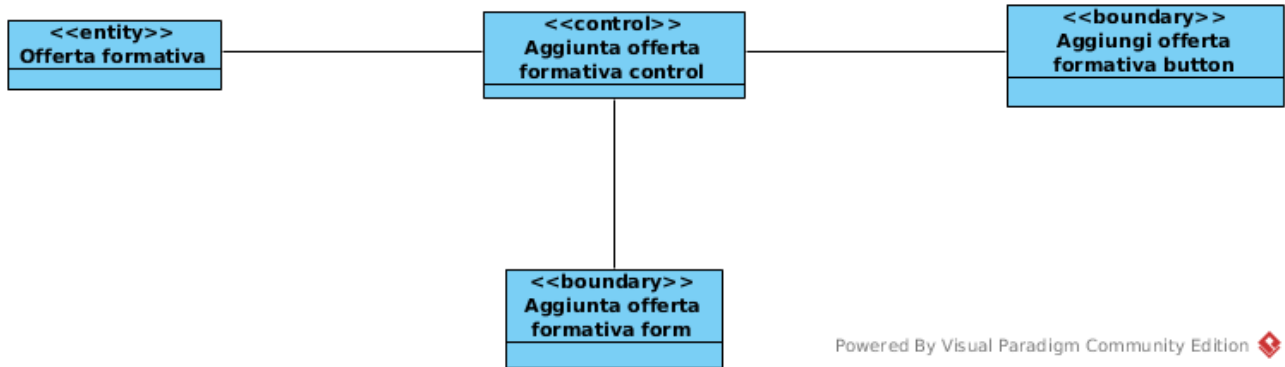 <<entity>>
Offerta formativa
<<control>>
Aggiunta offerta
formativa control
<<boundary>>
Aggiungi offerta
formativa button
<<boundary>>
Aggiunta offerta
formativa form
Powered By Visual Paradigm Community Edition